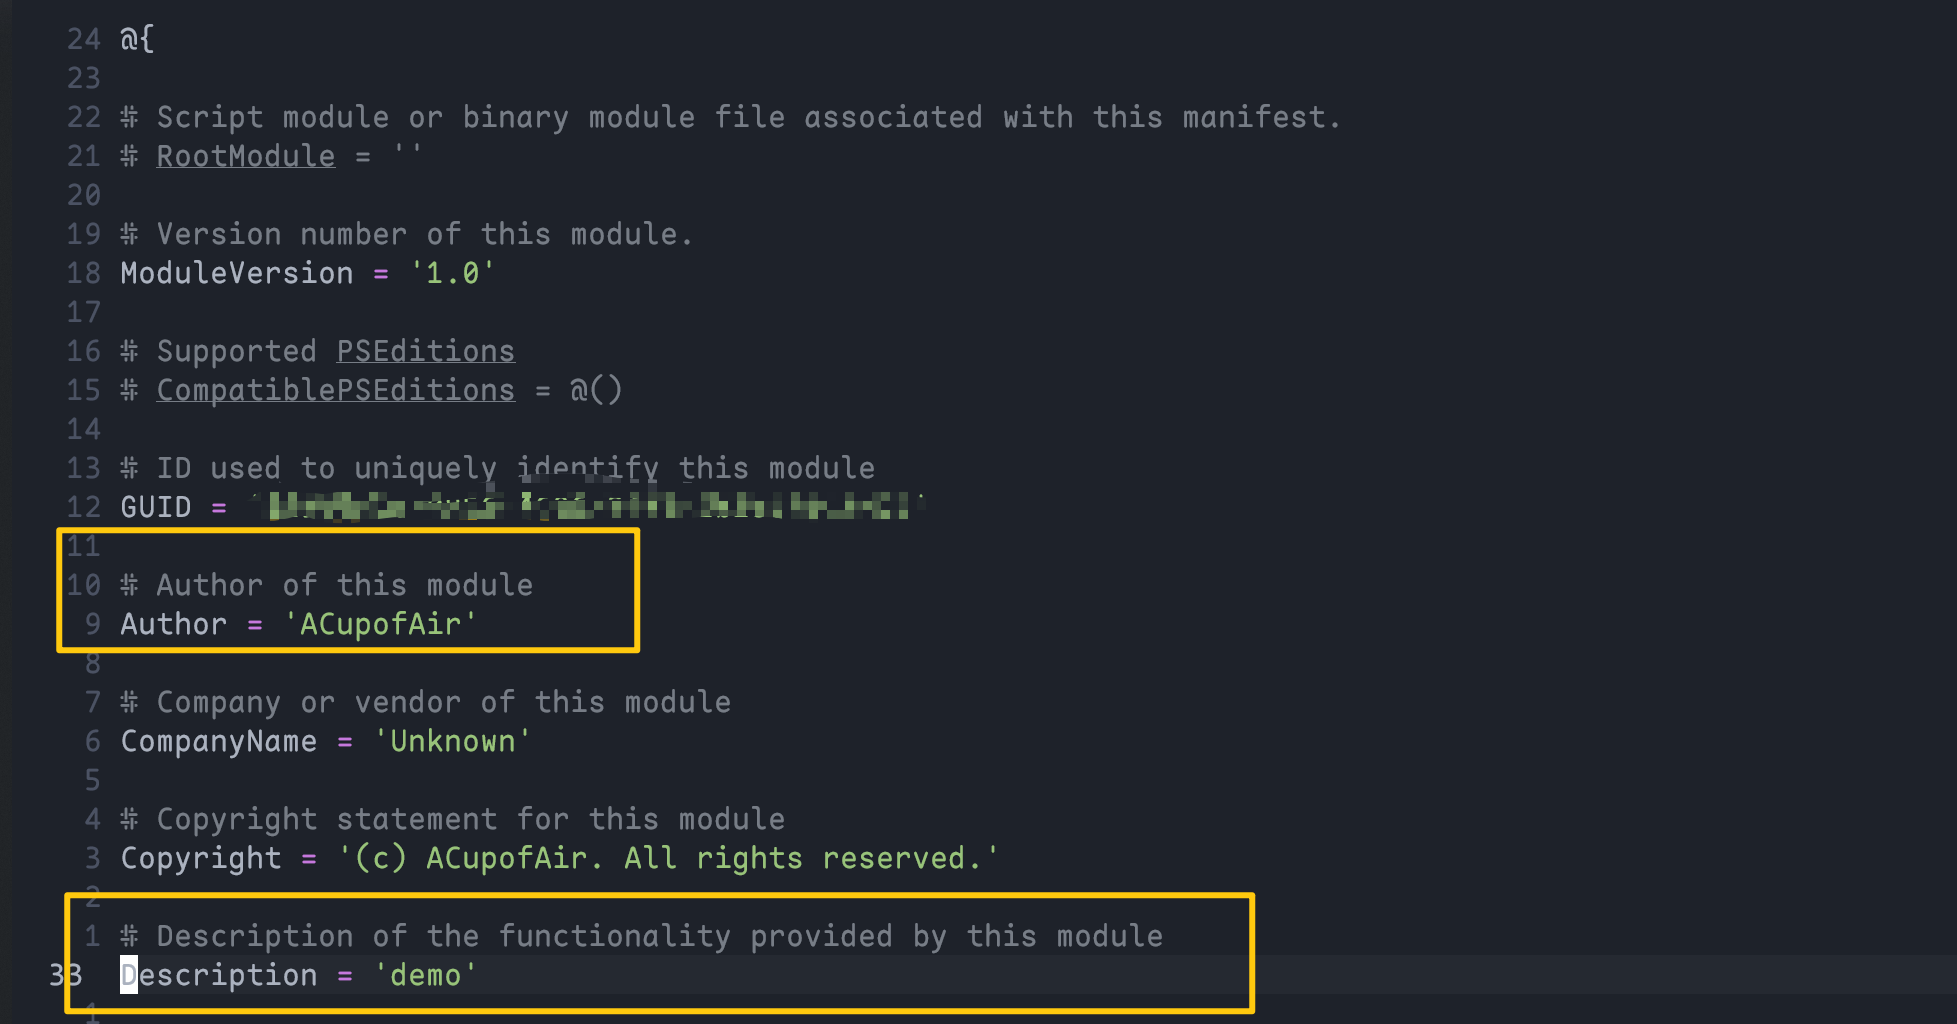 24 @{
23
22 # Script module or binary module file associated with this manifest.
21 # RootModule = ''
20
19 # Version number of this module.
18 ModuleVersion = '1.0'
17
16 # Supported PSEditions
15 # CompatiblePSEditions = @()
14
13 # ID used to uniquely identify this module
12 GUID =
11
10 # Author of this module
9 Author = 'ACupofAir'
8
7 # Company or vendor of this module
6 CompanyName = 'Unknown'
5
4 # Copyright statement for this module
3 Copyright = '(c) ACupofAir. All rights reserved.'
2
1 # Description of the functionality provided by this module
33 Description = 'demo'
1